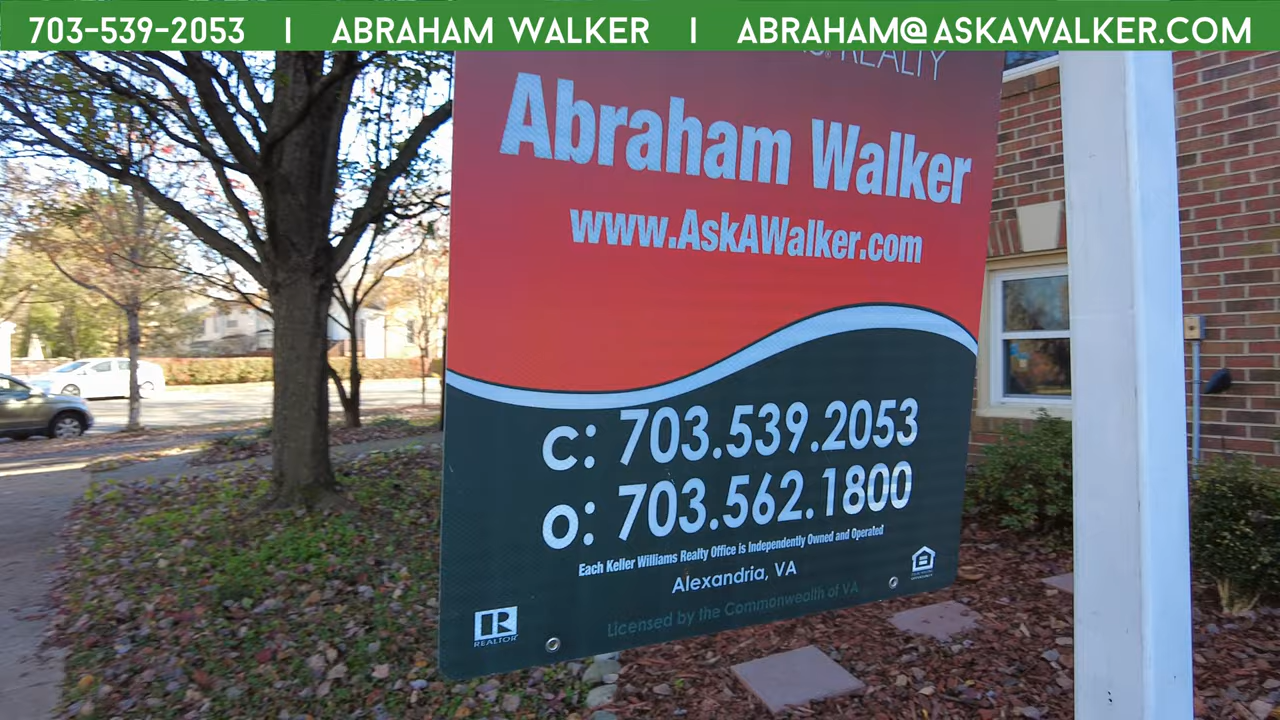 703-539-2053 | ABRAHAM WALKER | ABRAHAM@ASKAWALKER.COM
REALTY
Abraham Walker
www.AskAWalker.com
c: 703.539.2053
o: 703.562.1800
Each Keller Williams Realty Office is Independently Owned and Operated
Alexandria, VA
Licensed by the Commonwealth of VA
REALTOR